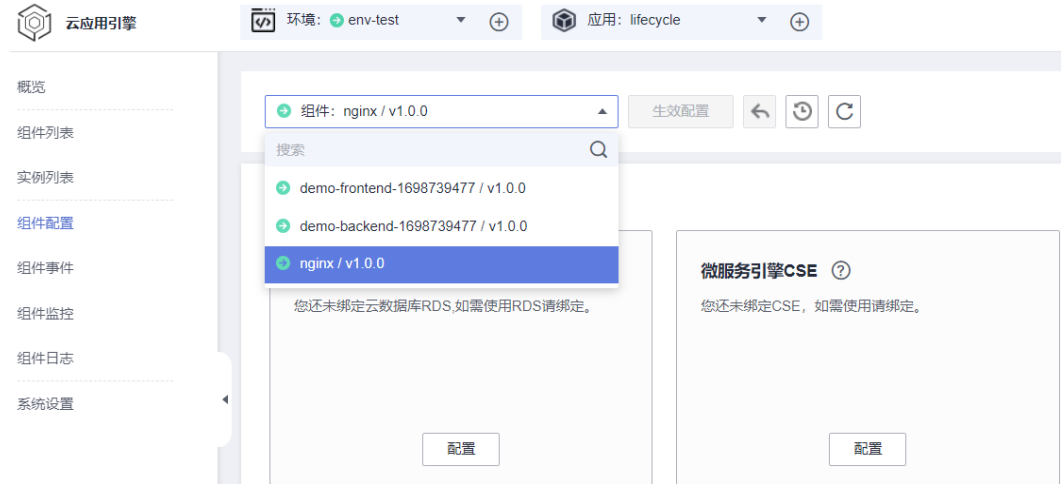 云应用引擎
环境： env-test
应用： lifecycle
概览
组件列表
实例列表
组件配置
组件事件
组件监控
组件日志
系统设置
组件： nginx / v1.0.0
生效配置
搜索
demo-frontend-1698739477 / v1.0.0
demo-backend-1698739477 / v1.0.0
nginx / v1.0.0
您还未绑定云数据库RDS,如需使用RDS请绑定。
配置
微服务引擎CSE
您还未绑定CSE，如需使用请绑定。
配置